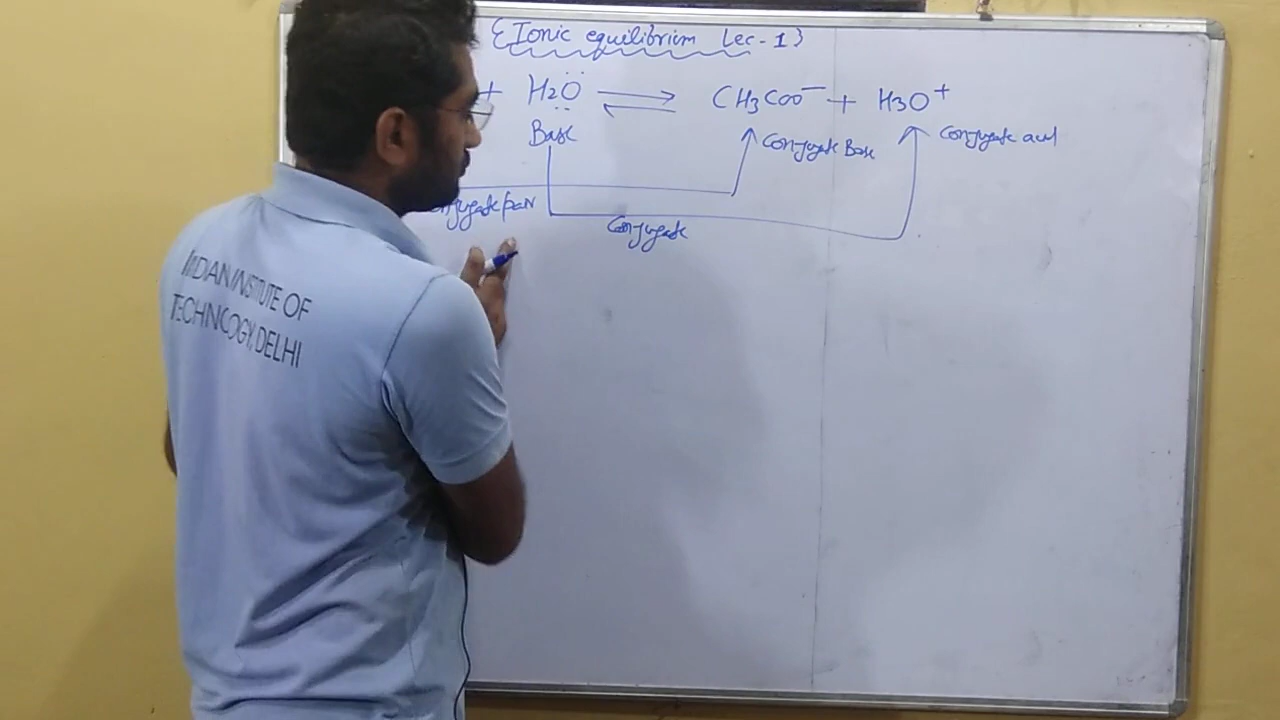 {Ionic equilibrium Lec-1}
+ H2O ⇌ CH3COO⁻ + H3O⁺
Base
Conjugate Base
Conjugate acid
onjugate pair
Conjugate
INDIAN INSTITUTE OF
TECHNOLOGY, DELHI